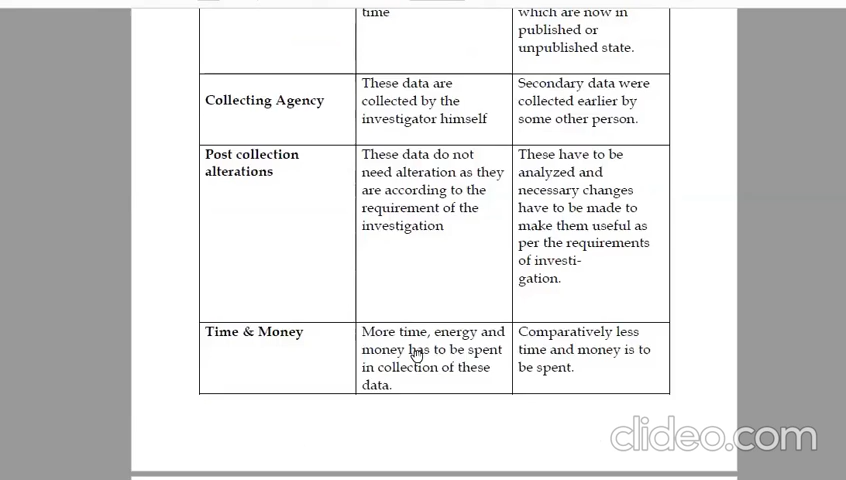 time
which are now in
published or
unpublished state.
Collecting Agency
These data are
collected by the
investigator himself
Secondary data were
collected earlier by
some other person.
Post collection
alterations
These data do not
need alteration as they
are according to the
requirement of the
investigation
These have to be
analyzed and
necessary changes
have to be made to
make them useful as
per the requirements
of investi-
gation.
Time & Money
More time, energy and
money has to be spent
in collection of these
data.
Comparatively less
time and money is to
be spent.
clideo.com